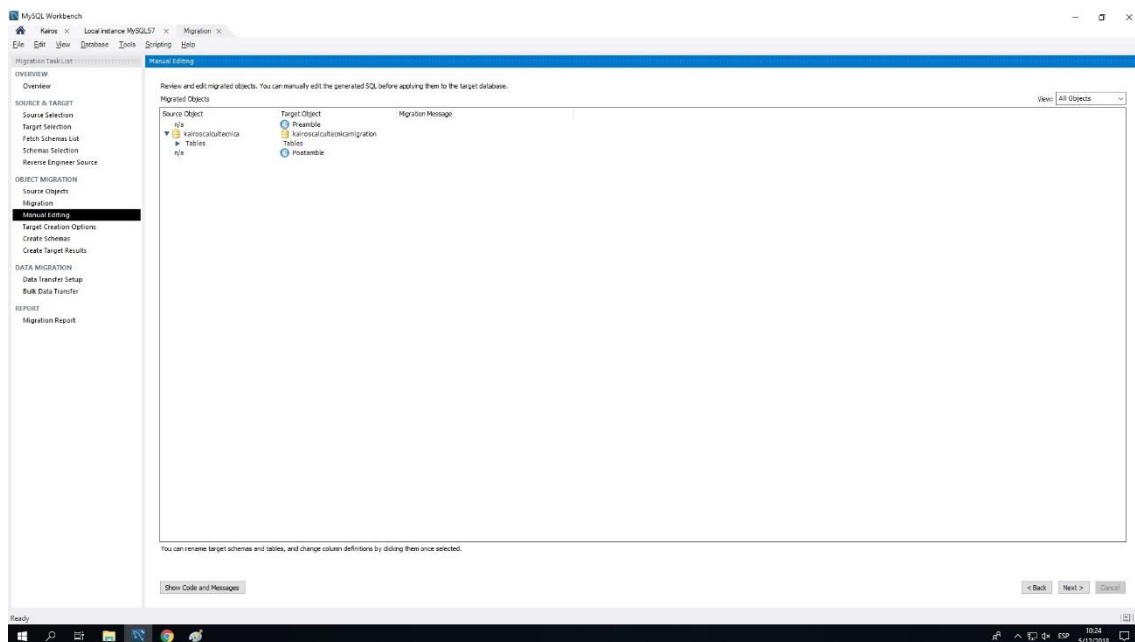 MySQL Workbench
Kairos × Local instance MySQL57 × Migration ×
File Edit View Database Tools Scripting Help
Migration Task List
OVERVIEW
Overview
SOURCE & TARGET
Source Selection
Target Selection
Fetch Schemas List
Schemas Selection
Reverse Engineer Source
OBJECT MIGRATION
Source Objects
Migration
Manual Editing
Target Creation Options
Create Schemas
Create Target Results
DATA MIGRATION
Data Transfer Setup
Bulk Data Transfer
REPORT
Migration Report
Manual Editing
Review and edit migrated objects. You can manually edit the generated SQL before applying them to the target database.
Migrated Objects
View: All Objects
Source Object Target Object Migration Message
n/a Preamble
kairoscalcultecnica kairoscalcultecnicamigration
Tables Tables
n/a Postamble
You can rename target schemas and tables, and change column definitions by clicking them once selected.
Show Code and Messages
< Back Next > Cancel
Ready
ESP
10:24
5/12/2018